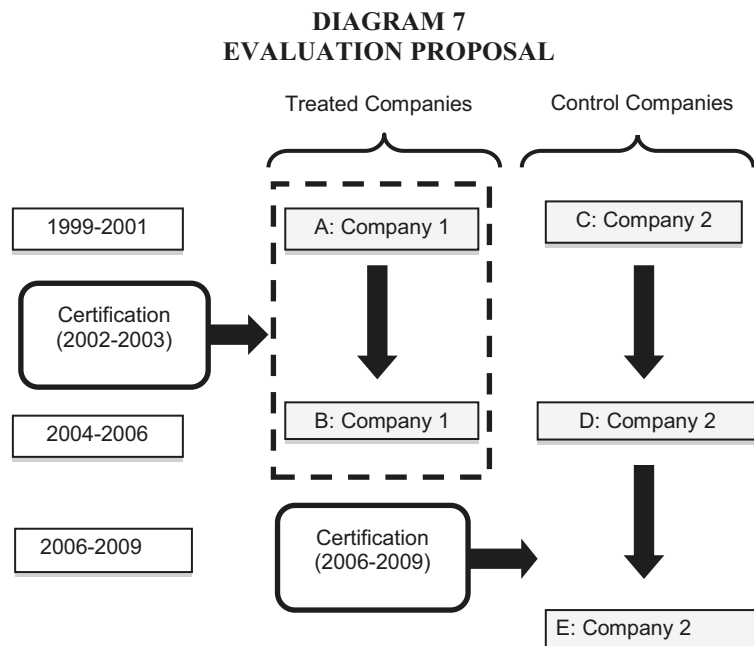 DIAGRAM 7
EVALUATION PROPOSAL
Treated Companies
Control Companies
1999-2001
A: Company 1
C: Company 2
Certification
(2002-2003)
2004-2006
B: Company 1
D: Company 2
2006-2009
Certification
(2006-2009)
E: Company 2